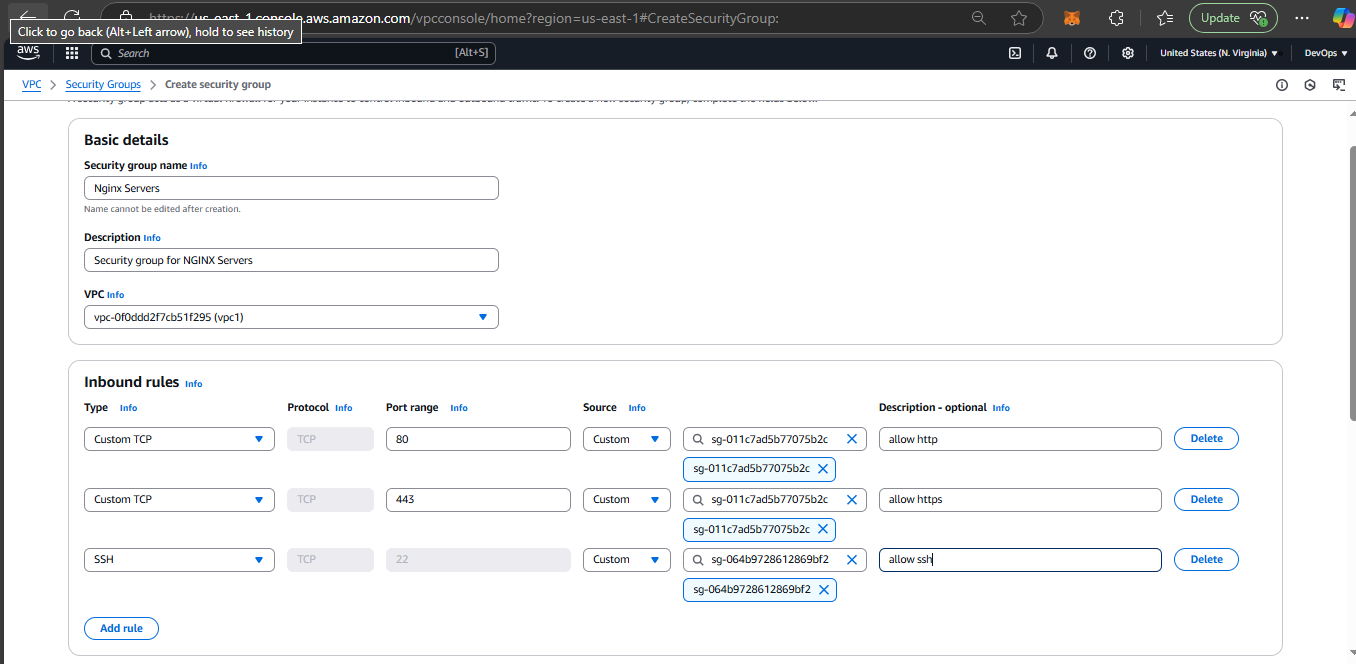 https://us-east-1.console.aws.amazon.com/vpcconsole/home?region=us-east-1#CreateSecurityGroup:
Update
Click to go back (Alt+Left arrow), hold to see history
aws
Search
[Alt+S]
United States (N. Virginia)
DevOps
VPC > Security Groups > Create security group
Basic details
Security group name Info
Nginx Servers
Name cannot be edited after creation.
Description Info
Security group for NGINX Servers
VPC Info
vpc-0f0ddd2f7cb51f295 (vpc1)
Inbound rules Info
Type Info Protocol Info Port range Info Source Info Description - optional Info
Custom TCP TCP 80 Custom sg-011c7ad5b77075b2c allow http Delete
sg-011c7ad5b77075b2c
Custom TCP TCP 443 Custom sg-011c7ad5b77075b2c allow https Delete
sg-011c7ad5b77075b2c
SSH TCP 22 Custom sg-064b9728612869bf2 allow ssh Delete
sg-064b9728612869bf2
Add rule